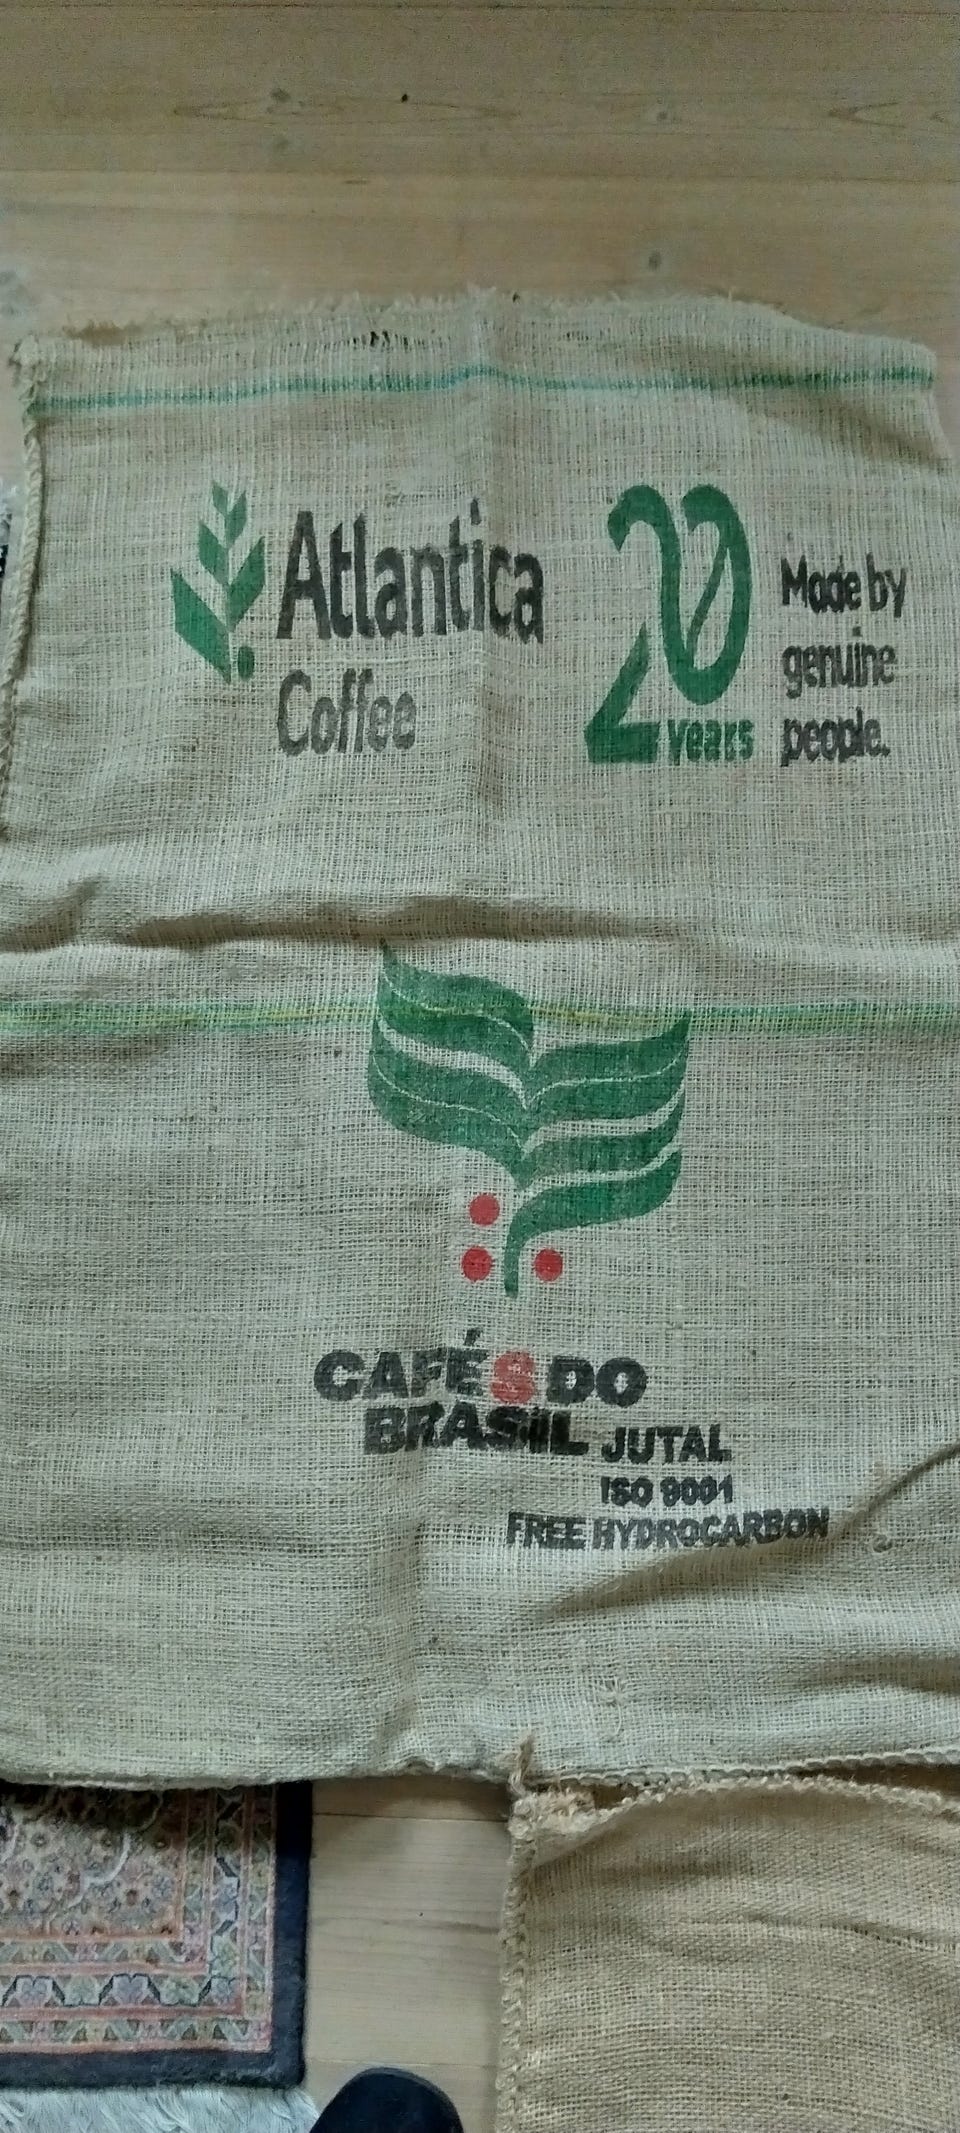 Atlantica
Coffee
20
years
Made by
genuine
people.
CAFÉS DO
BRASIL
JUTAL
ISO 9001
FREE HYDROCARBON